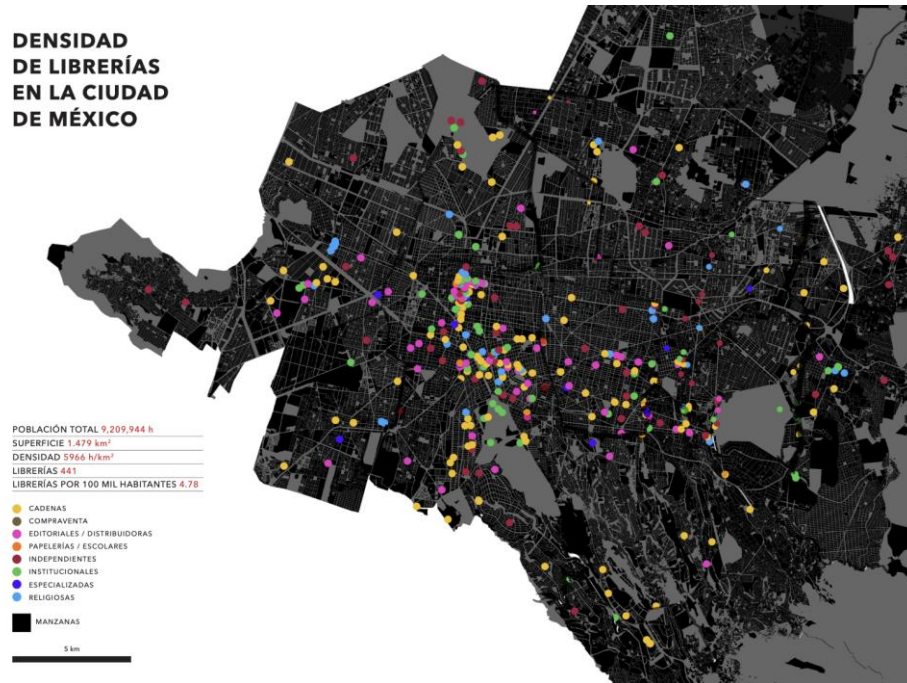 DENSIDAD
DE LIBRERÍAS
EN LA CIUDAD
DE MÉXICO
POBLACIÓN TOTAL 9,209,944 h
SUPERFICIE 1.479 km²
DENSIDAD 5966 h/km²
LIBRERÍAS 441
LIBRERÍAS POR 100 MIL HABITANTES 4.78
CADENAS
COMPRAVENTA
EDITORIALES / DISTRIBUIDORAS
PAPELERÍAS / ESCOLARES
INDEPENDIENTES
INSTITUCIONALES
ESPECIALIZADAS
RELIGIOSAS
MANZANAS
5 km